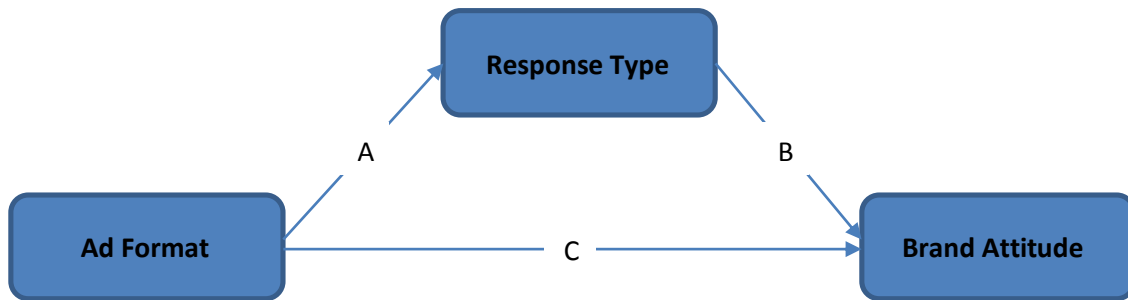 Response Type
A
B
Ad Format
C
Brand Attitude